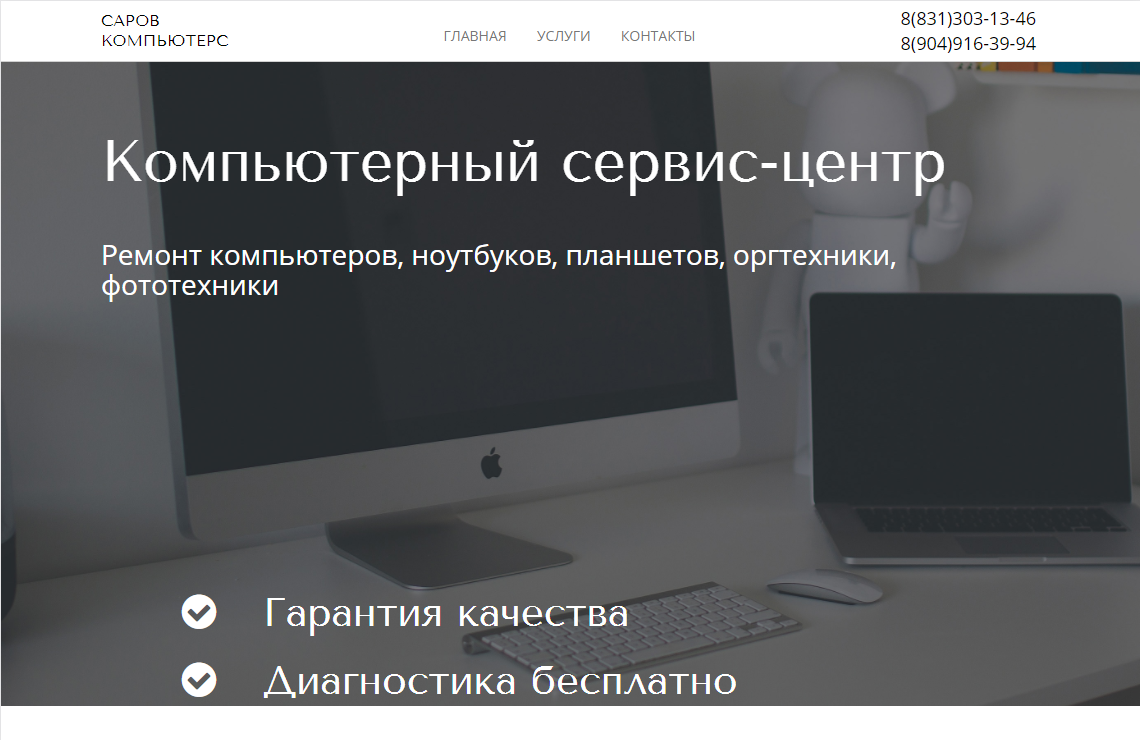 САРОВ
КОМПЬЮТЕРС
ГЛАВНАЯ УСЛУГИ КОНТАКТЫ
8(831)303-13-46
8(904)916-39-94
Компьютерный сервис-центр
Ремонт компьютеров, ноутбуков, планшетов, оргтехники,
фототехники
Гарантия качества
Диагностика бесплатно